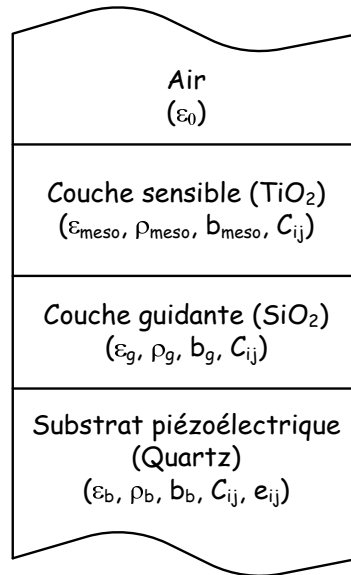 Air
(ε₀)
Couche sensible (TiO₂)
(εmeso, ρmeso, bmeso, Cij)
Couche guidante (SiO₂)
(εg, ρg, bg, Cij)
Substrat piézoélectrique
(Quartz)
(εb, ρb, bb, Cij, eij)